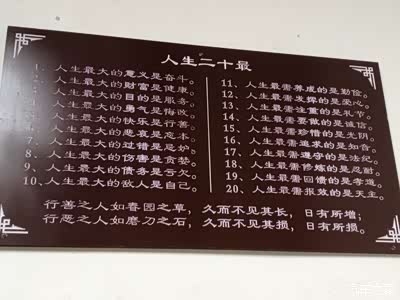 人生二十最
1、人生最大的意义是奋斗。
2、人生最大的财富是健康。
3、人生最大的目的是服务。
4、人生最大的勇气是悔改。
5、人生最大的快乐是行善。
6、人生最大的悲哀是忘本。
7、人生最大的过错是嫉妒。
8、人生最大的伤害是贪婪。
9、人生最大的债务是亏欠。
10、人生最大的敌人是自己。
11、人生最需养成的是勤俭。
12、人生最需发挥的是爱心。
13、人生最需注重的是礼节。
14、人生最需要做的是诚信。
15、人生最需珍惜的是光阴。
16、人生最需追求的是知
17、人生最需遵守的是法纪。
18、人生最需修炼的是忍耐。
19、人生最需回馈的是孝道。
20、人生最需报效的是天主。
行善之人如春园之草，久而不见其长，日有所增；
行恶之人如磨刀之石，久而不见其损，日有所损。